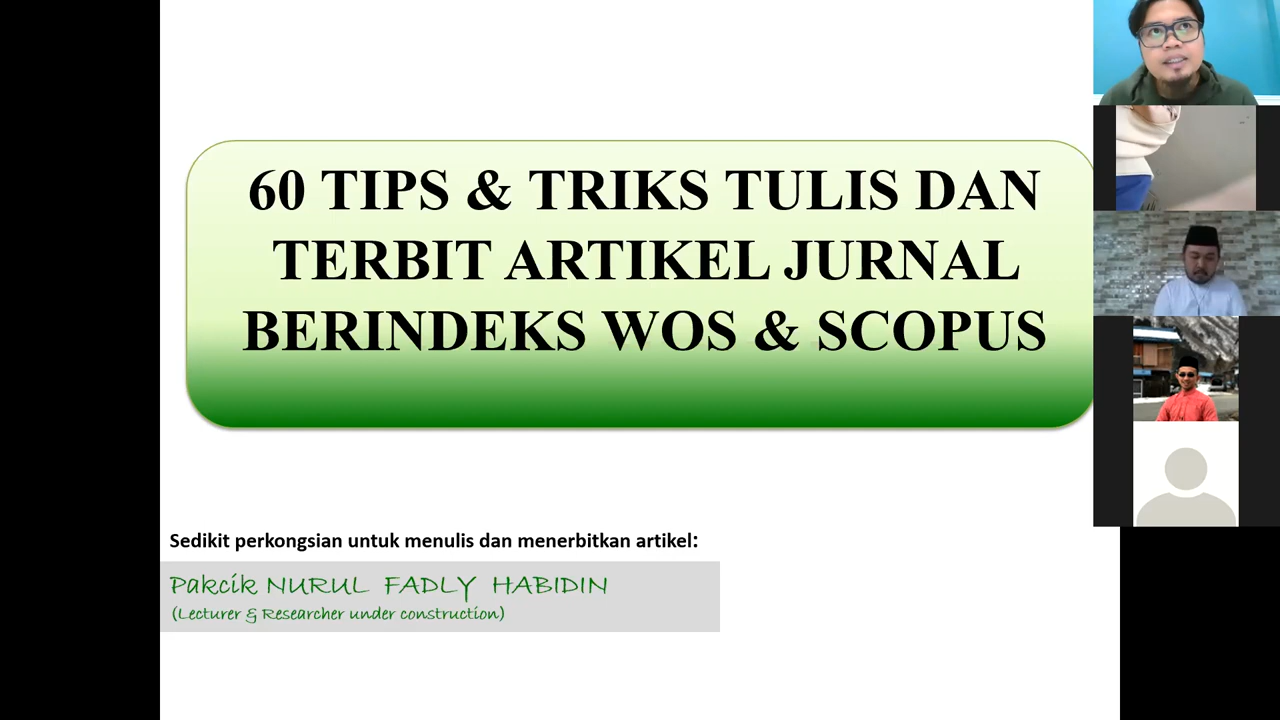 60 TIPS & TRIKS TULIS DAN
TERBIT ARTIKEL JURNAL
BERINDEKS WOS & SCOPUS
Sedikit perkongsian untuk menulis dan menerbitkan artikel:
Pakcik NURUL FADLY HABIDIN
(Lecturer & Researcher under construction)